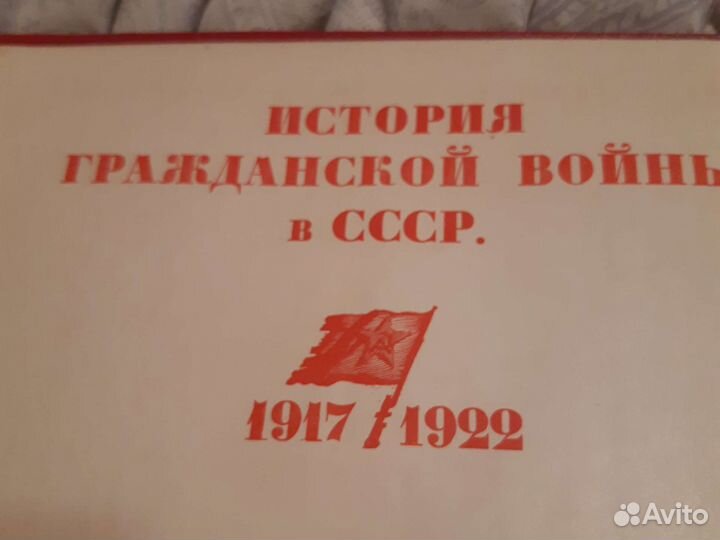 ИСТОРИЯ
ГРАЖДАНСКОЙ ВОЙНЫ
в СССР.
1917/1922
Avito